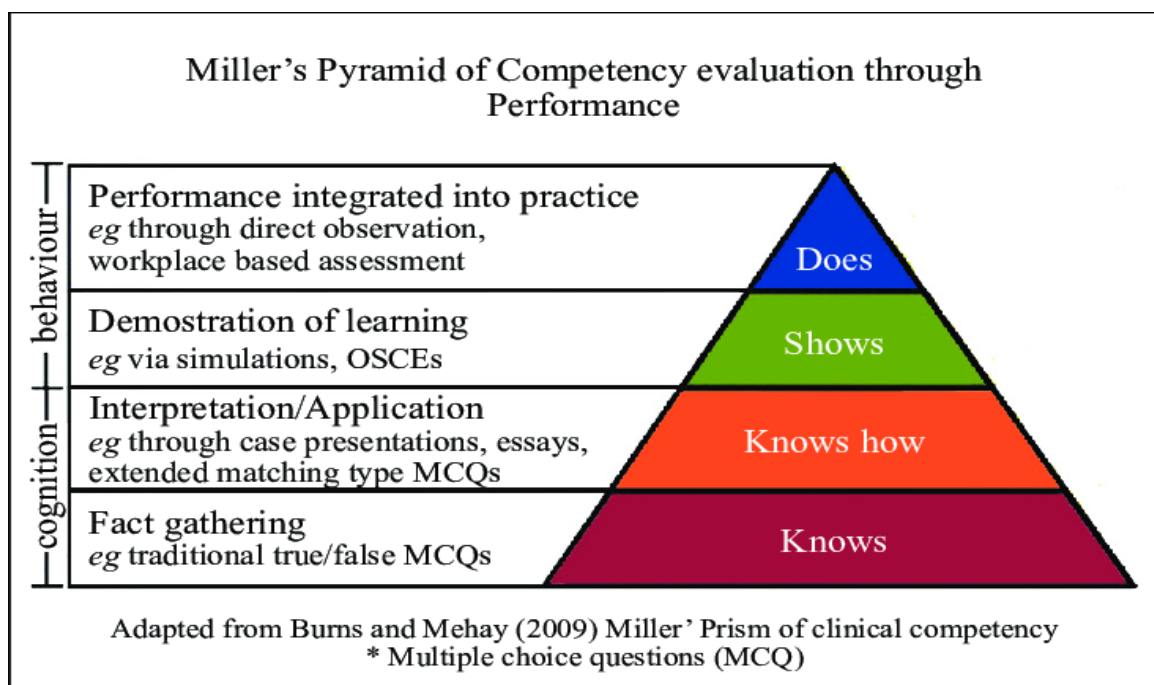 Miller's Pyramid of Competency evaluation through
Performance
behaviour
Performance integrated into practice
eg through direct observation,
workplace based assessment
Does
Demostration of learning
eg via simulations, OSCEs
Shows
cognition
Interpretation/Application
eg through case presentations, essays,
extended matching type MCQs
Knows how
Fact gathering
eg traditional true/false MCQs
Knows
Adapted from Burns and Mehay (2009) Miller' Prism of clinical competency
* Multiple choice questions (MCQ)